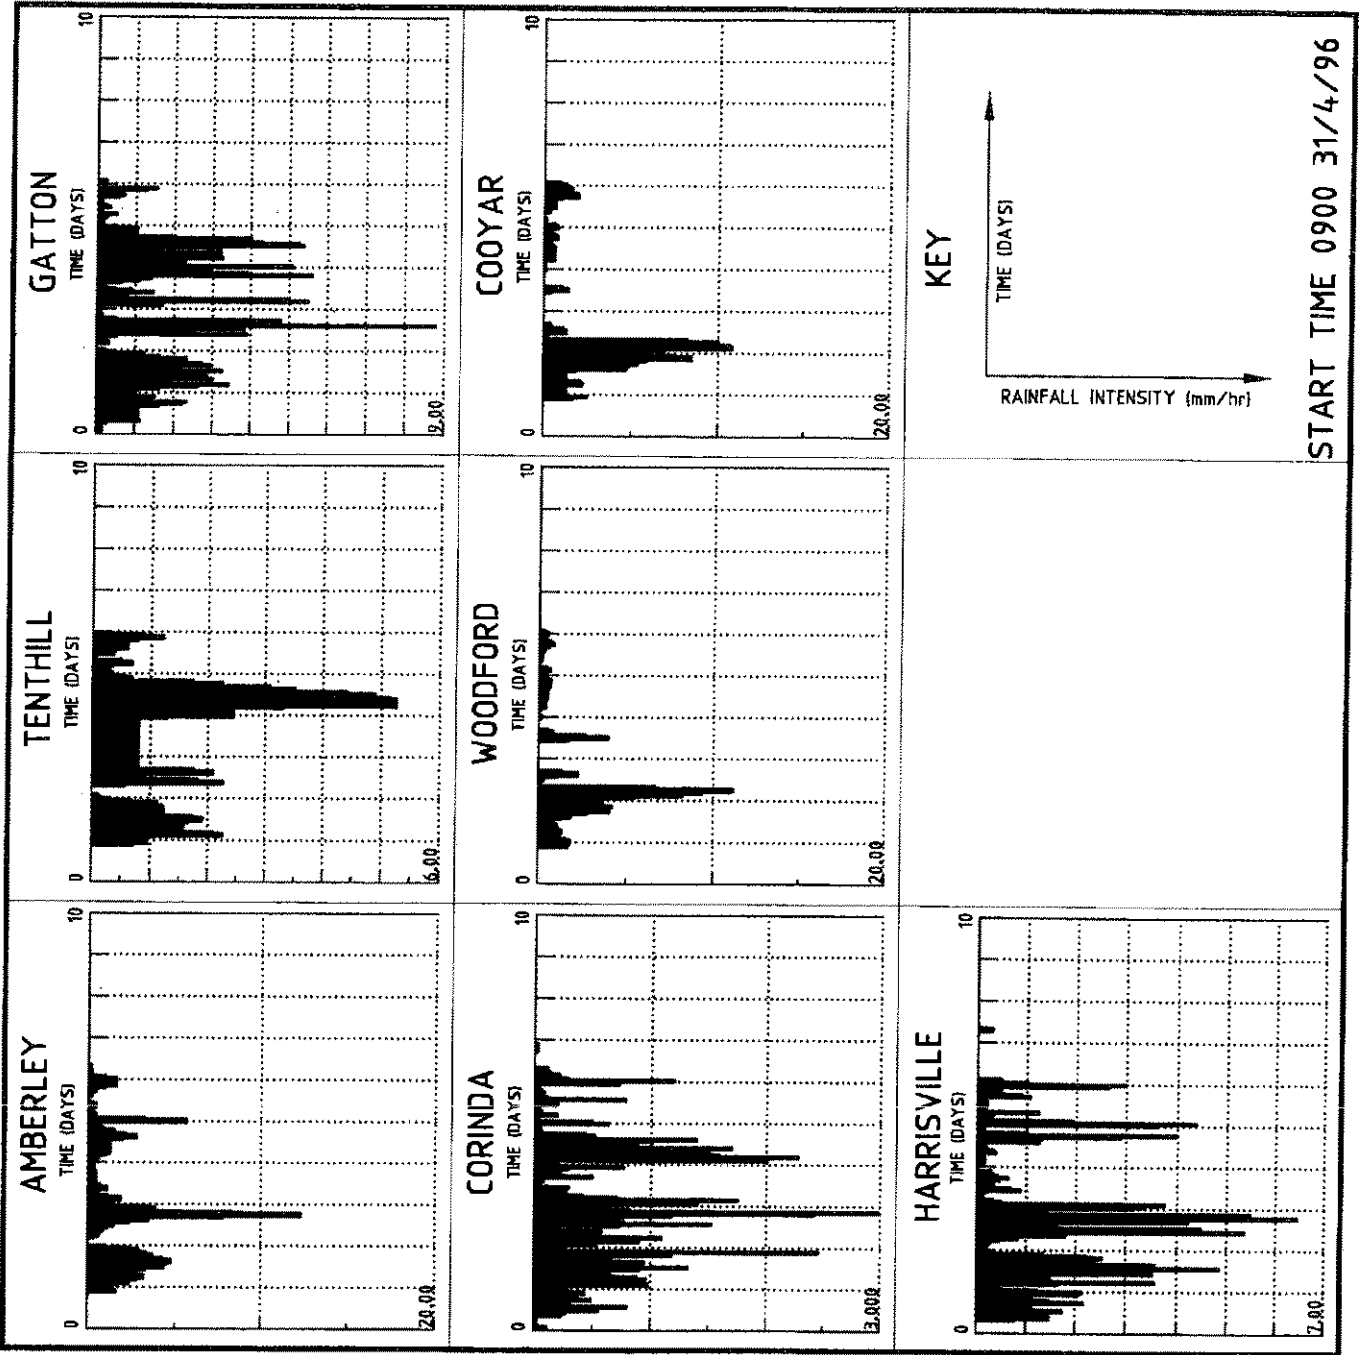 AMBERLEY
TIME (DAYS)
0
10
20.00
TENTHILL
TIME (DAYS)
0
10
6.00
GATTON
TIME (DAYS)
0
10
9.00
CORINDA
TIME (DAYS)
0
10
3.000
WOODFORD
TIME (DAYS)
0
10
20.00
COOYAR
TIME (DAYS)
0
10
20.00
HARRISVILLE
TIME (DAYS)
0
10
7.00
KEY
TIME (DAYS)
RAINFALL INTENSITY (mm/hr)
START TIME 0900 31/4/96